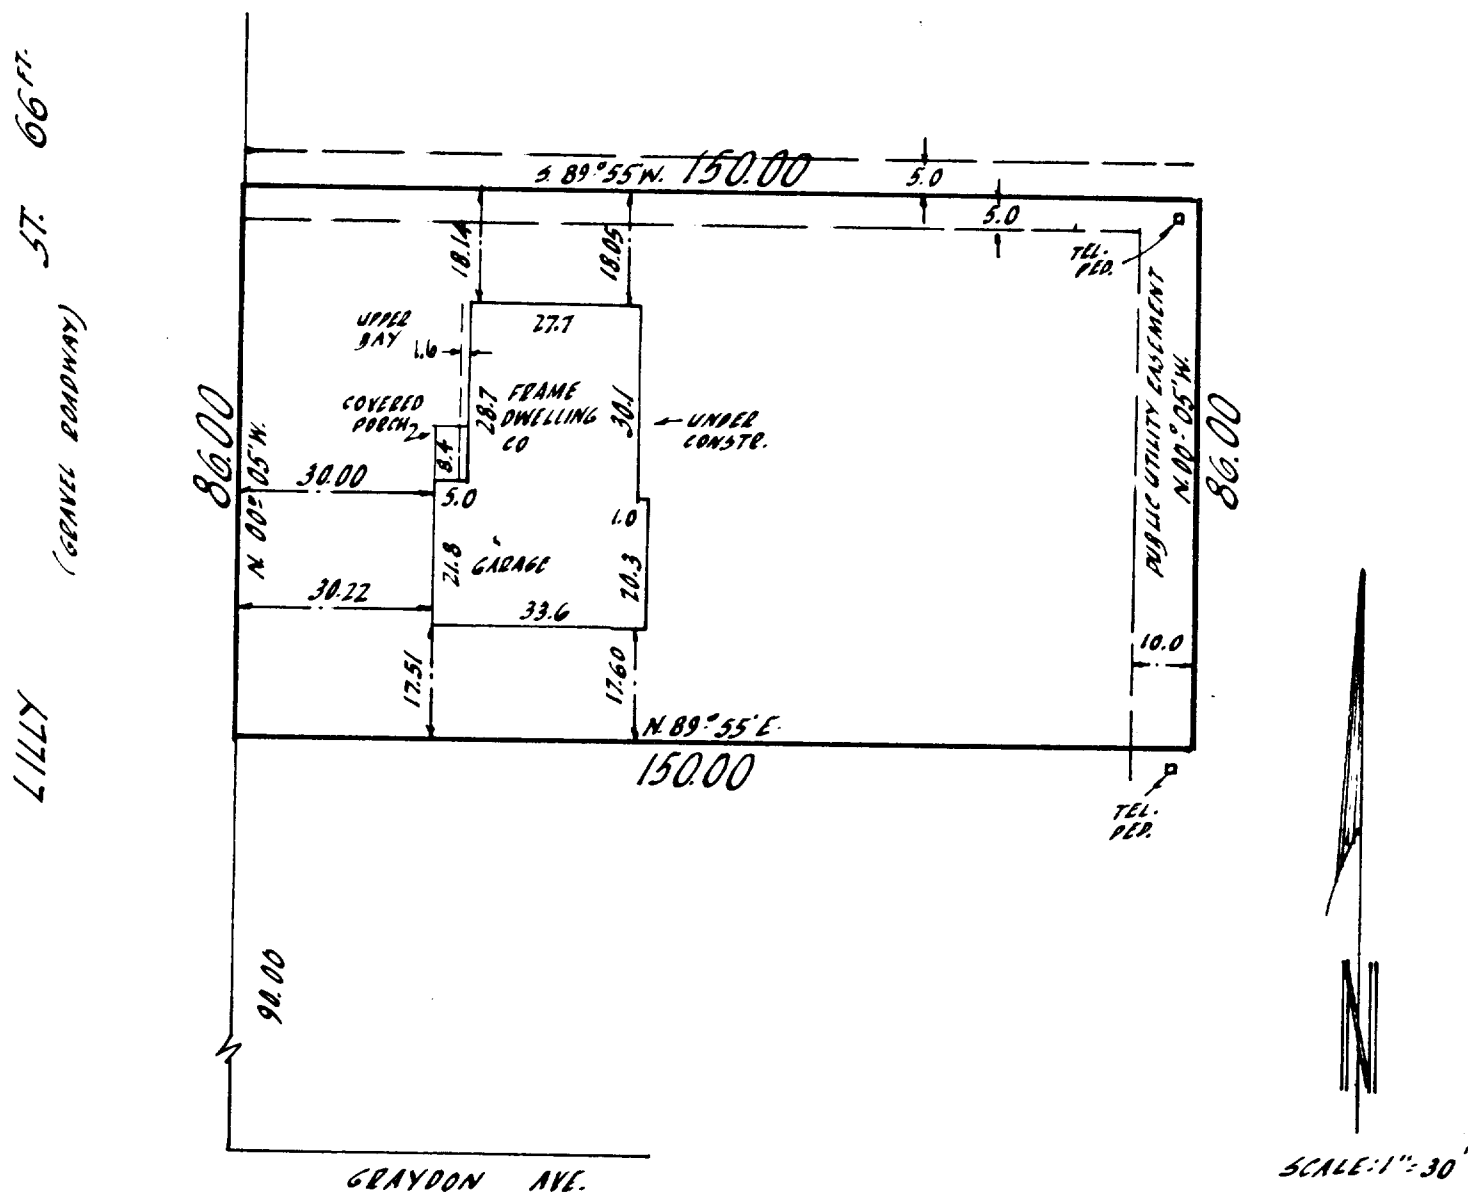 LILLY ST. 66 FT.
(GRAVEL ROADWAY)
S. 89° 55' W. 150.00
5.0
5.0
TEL.
PED.
18.14
18.05
UPPER
BAY
1.6
27.7
COVERED
PORCH
28.7
FRAME
DWELLING
CO
30.1
UNDER
CONSTR.
8.4
86.00
N. 00° 05' W.
30.00
5.0
1.0
21.8
GARAGE
20.3
30.22
33.6
17.51
17.60
PUBLIC UTILITY EASEMENT
N. 00° 05' W.
86.00
10.0
N. 89° 55' E.
150.00
TEL.
PED.
90.00
N
GRAYDON AVE.
SCALE: 1" = 30'